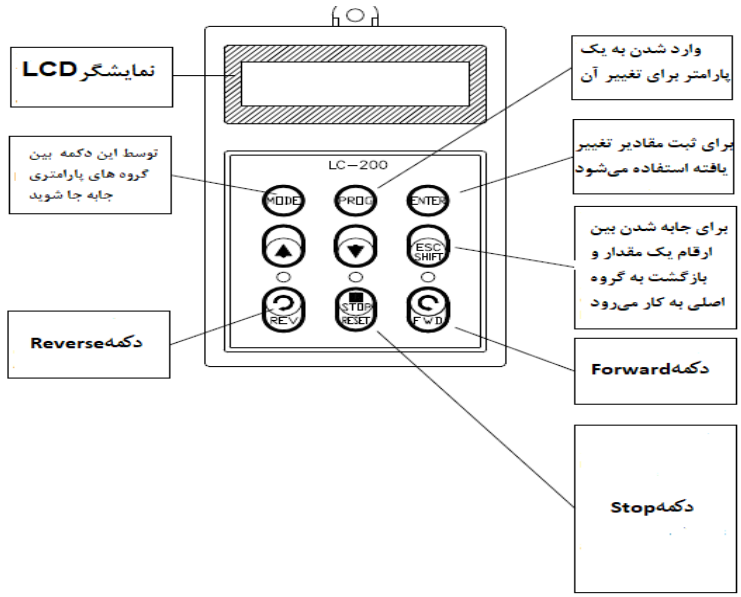 نمایشگر LCD
وارد شدن به یک
پارامتر برای تغییر آن
توسط این دکمه بین
گروه های پارامتری
جابه جا شوید
برای ثبت مقادیر تغییر
یافته استفاده می‌شود
LC-200
MODE PROG ENTER
ESC
SHIFT
برای جابه شدن بین
ارقام یک مقدار و
بازگشت به گروه
اصلی به کار می‌رود
REV
STOP
RESET
FWD
دکمهReverse
دکمهForward
دکمهStop